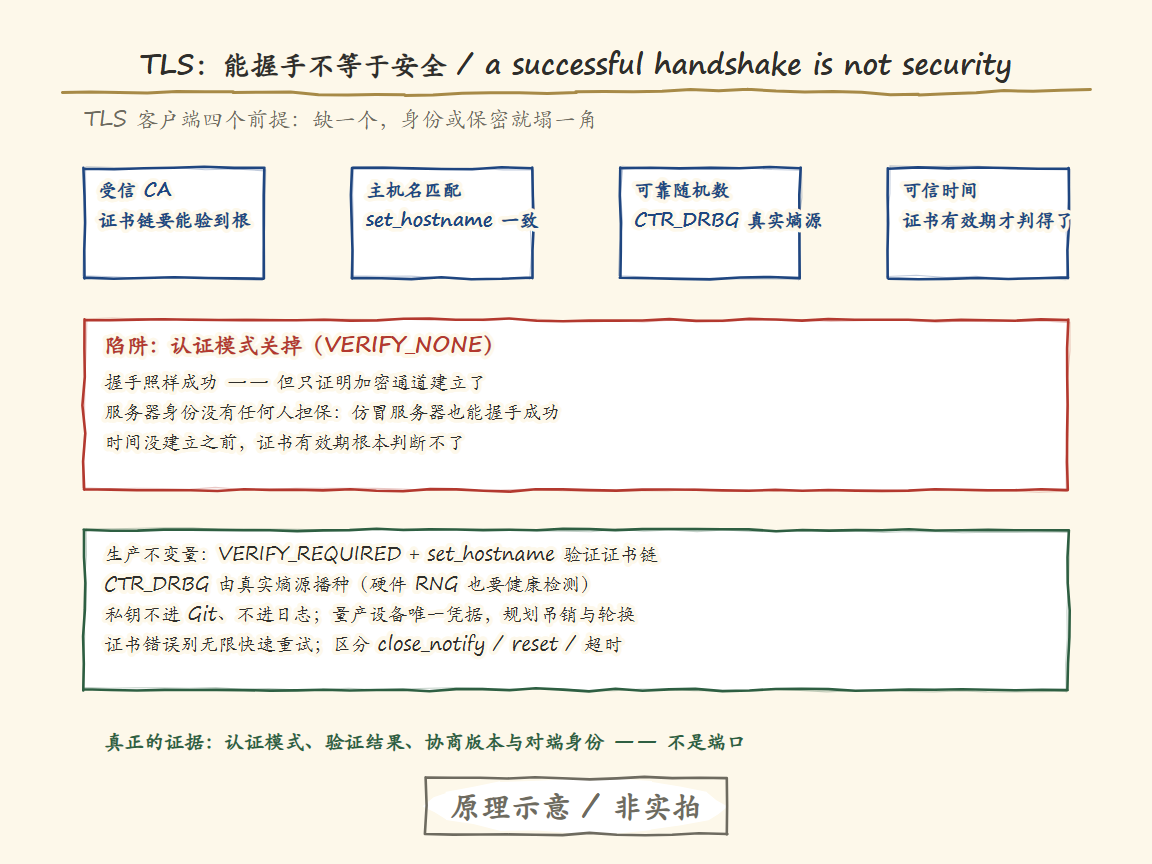 TLS：能握手不等于安全 / a successful handshake is not security
TLS 客户端四个前提：缺一个，身份或保密就塌一角
受信 CA
证书链要能验到根
主机名匹配
set_hostname 一致
可靠随机数
CTR_DRBG 真实熵源
可信时间
证书有效期才判得了
陷阱：认证模式关掉（VERIFY_NONE）
握手照样成功 —— 但只证明加密通道建立了
服务器身份没有任何人担保：仿冒服务器也能握手成功
时间没建立之前，证书有效期根本判断不了
生产不变量：VERIFY_REQUIRED + set_hostname 验证证书链
CTR_DRBG 由真实熵源播种（硬件 RNG 也要健康检测）
私钥不进 Git、不进日志；量产设备唯一凭据，规划吊销与轮换
证书错误别无限快速重试；区分 close_notify / reset / 超时
真正的证据：认证模式、验证结果、协商版本与对端身份 —— 不是端口
原理示意 / 非实拍